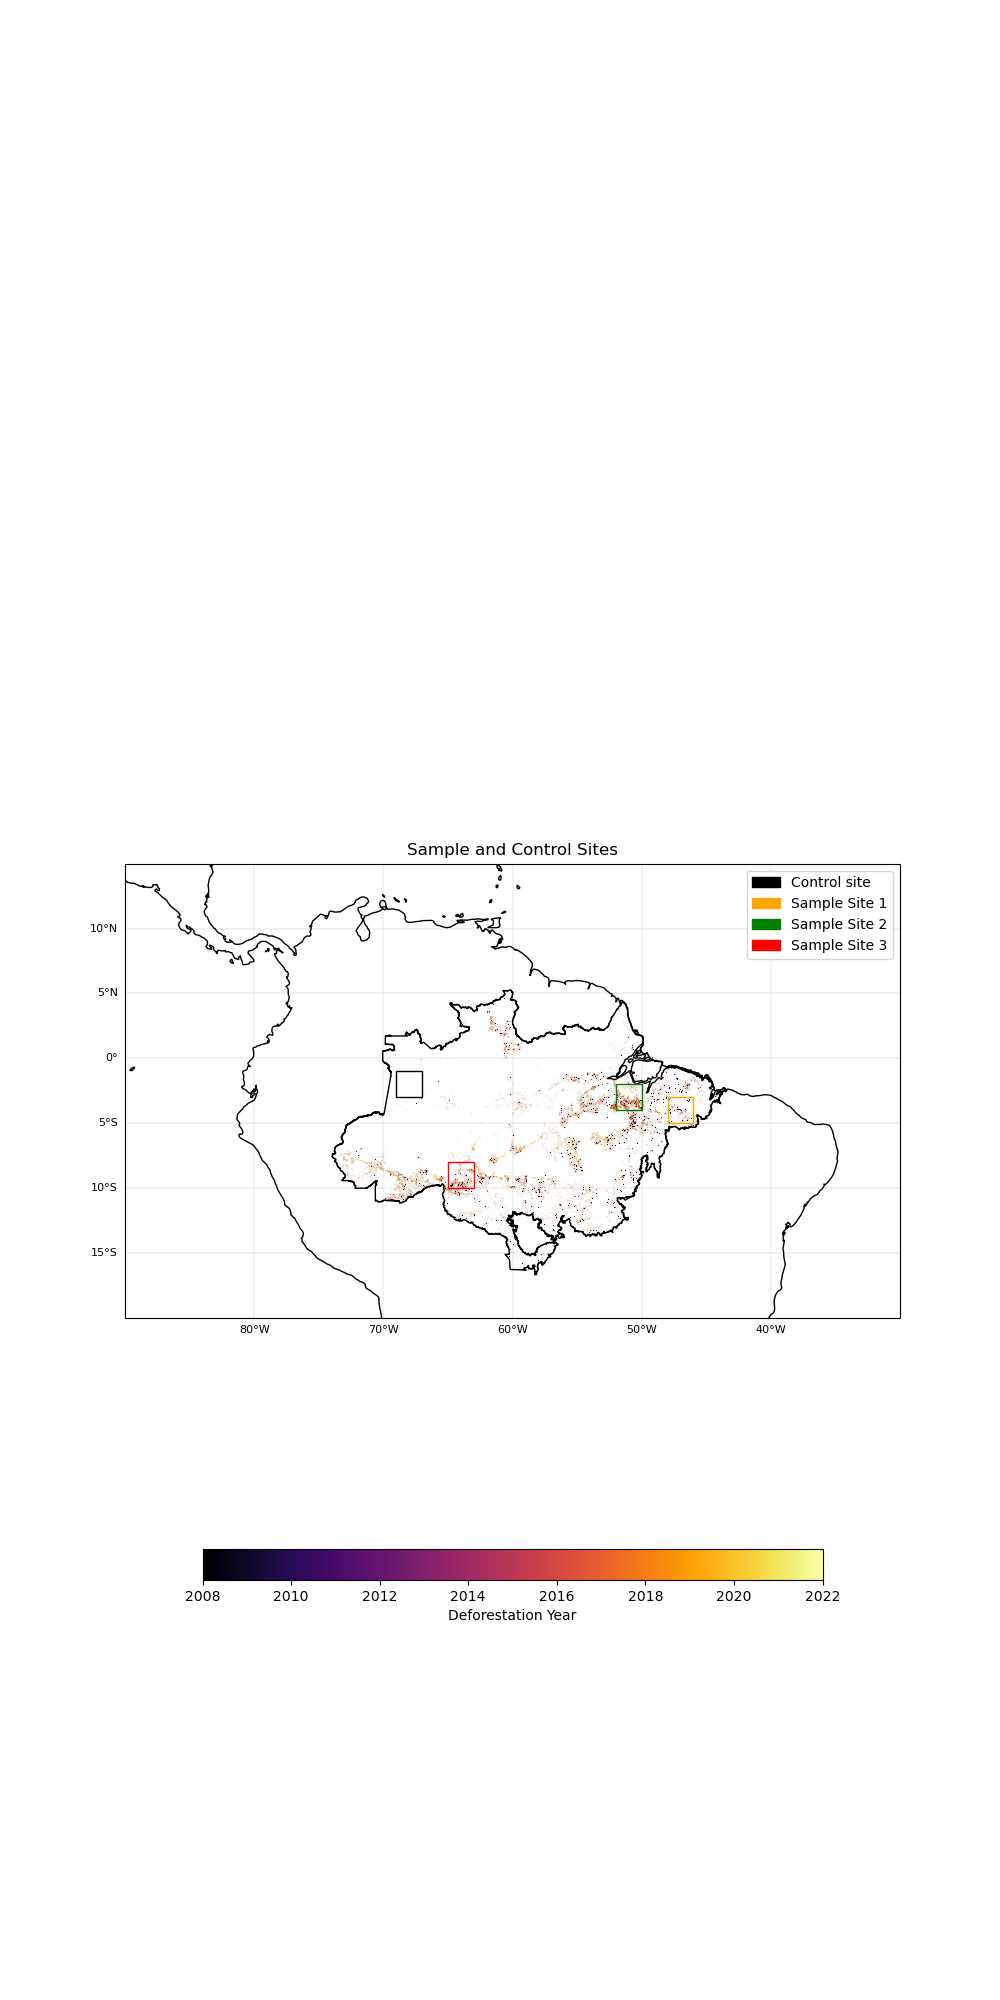 Sample and Control Sites
Control site
Sample Site 1
Sample Site 2
Sample Site 3
10°N
5°N
0°
5°S
10°S
15°S
80°W 70°W 60°W 50°W 40°W
2008 2010 2012 2014 2016 2018 2020 2022
Deforestation Year